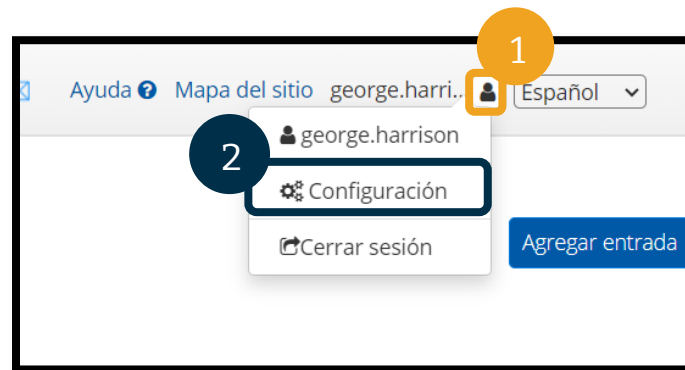 1
Ayuda Mapa del sitio george.harri... Español
george.harrison
2
Configuración
Cerrar sesión
Agregar entrada